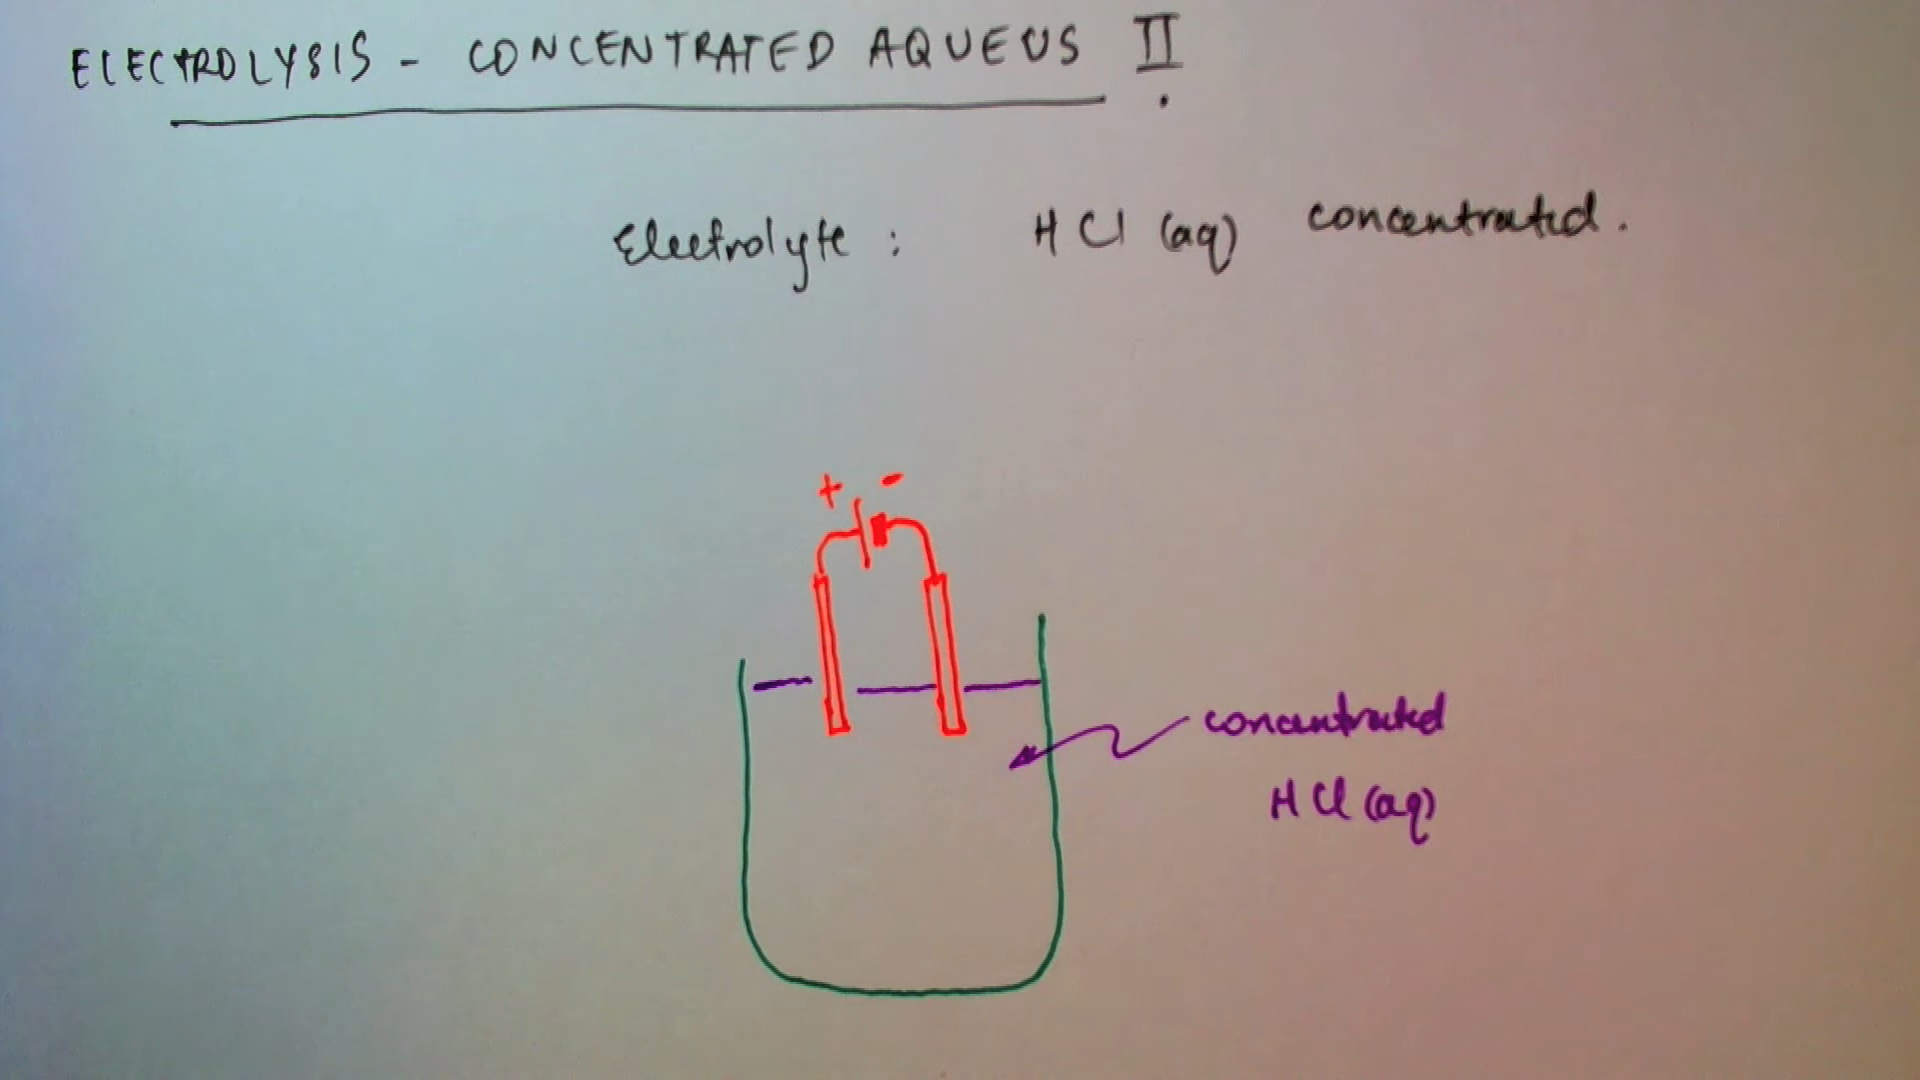 ELECTROLYSIS - CONCENTRATED AQUEUS II.
Electrolyte : HCl (aq) concentrated.
+ -
concentrated
HCl (aq)